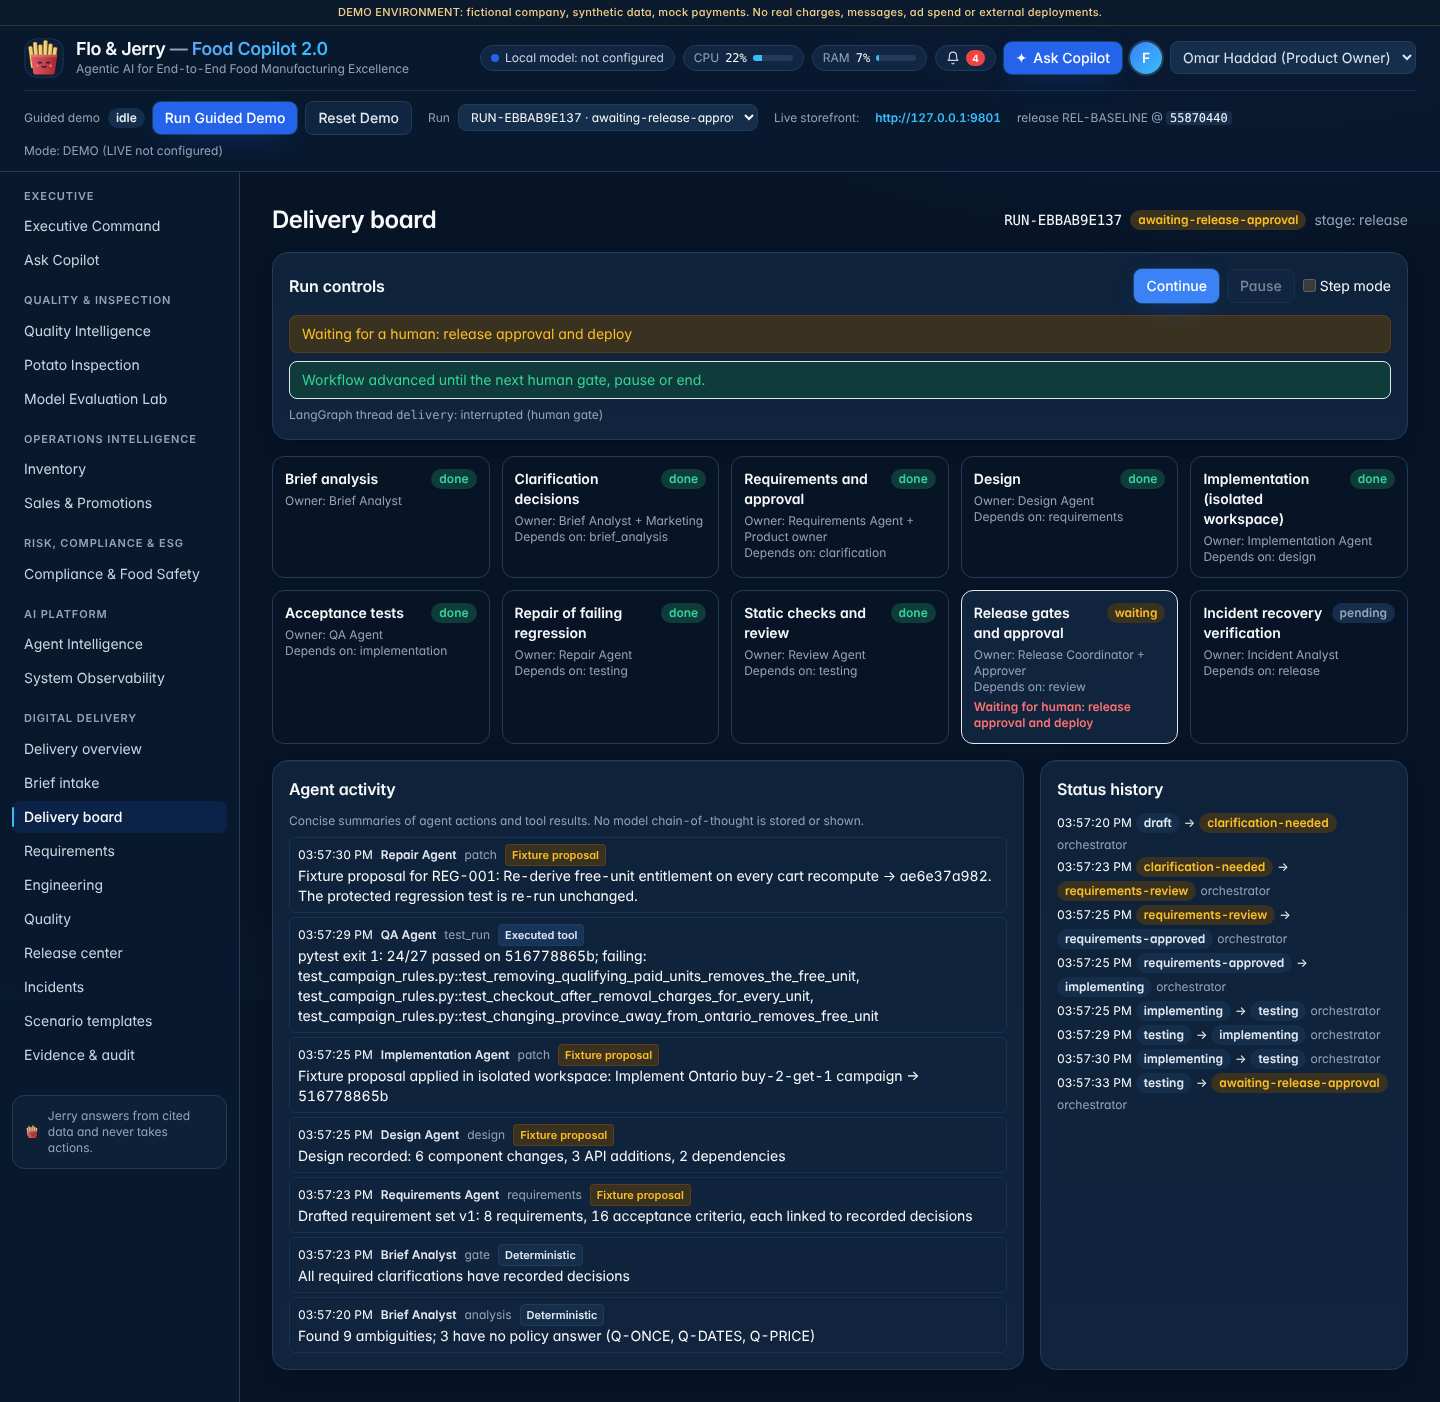 DEMO ENVIRONMENT: fictional company, synthetic data, mock payments. No real charges, messages, ad spend or external deployments.
Flo & Jerry — Food Copilot 2.0
Agentic AI for End-to-End Food Manufacturing Excellence
Local model: not configured
CPU 22%
RAM 7%
4
Ask Copilot
F
Omar Haddad (Product Owner)
Guided demo idle
Run Guided Demo
Reset Demo
Run
RUN-EBBAB9E137 · awaiting-release-approv
Live storefront: http://127.0.0.1:9801 release REL-BASELINE @ 55870440
Mode: DEMO (LIVE not configured)
EXECUTIVE
Executive Command
Ask Copilot
QUALITY & INSPECTION
Quality Intelligence
Potato Inspection
Model Evaluation Lab
OPERATIONS INTELLIGENCE
Inventory
Sales & Promotions
RISK, COMPLIANCE & ESG
Compliance & Food Safety
AI PLATFORM
Agent Intelligence
System Observability
DIGITAL DELIVERY
Delivery overview
Brief intake
Delivery board
Requirements
Engineering
Quality
Release center
Incidents
Scenario templates
Evidence & audit
Jerry answers from cited
data and never takes
actions.
Delivery board
RUN-EBBAB9E137 awaiting-release-approval stage: release
Run controls
Continue
Pause
Step mode
Waiting for a human: release approval and deploy
Workflow advanced until the next human gate, pause or end.
LangGraph thread delivery: interrupted (human gate)
Brief analysis done
Owner: Brief Analyst
Clarification done
decisions
Owner: Brief Analyst + Marketing
Depends on: brief_analysis
Requirements and done
approval
Owner: Requirements Agent +
Product owner
Depends on: clarification
Design done
Owner: Design Agent
Depends on: requirements
Implementation done
(isolated
workspace)
Owner: Implementation Agent
Depends on: design
Acceptance tests done
Owner: QA Agent
Depends on: implementation
Repair of failing done
regression
Owner: Repair Agent
Depends on: testing
Static checks and done
review
Owner: Review Agent
Depends on: testing
Release gates waiting
and approval
Owner: Release Coordinator +
Approver
Depends on: review
Waiting for human: release
approval and deploy
Incident recovery pending
verification
Owner: Incident Analyst
Depends on: release
Agent activity
Concise summaries of agent actions and tool results. No model chain-of-thought is stored or shown.
03:57:30 PM Repair Agent patch Fixture proposal
Fixture proposal for REG-001: Re-derive free-unit entitlement on every cart recompute → ae6e37a982.
The protected regression test is re-run unchanged.
03:57:29 PM QA Agent test_run Executed tool
pytest exit 1: 24/27 passed on 516778865b; failing:
test_campaign_rules.py::test_removing_qualifying_paid_units_removes_the_free_unit,
test_campaign_rules.py::test_checkout_after_removal_charges_for_every_unit,
test_campaign_rules.py::test_changing_province_away_from_ontario_removes_free_unit
03:57:25 PM Implementation Agent patch Fixture proposal
Fixture proposal applied in isolated workspace: Implement Ontario buy-2-get-1 campaign →
516778865b
03:57:25 PM Design Agent design Fixture proposal
Design recorded: 6 component changes, 3 API additions, 2 dependencies
03:57:23 PM Requirements Agent requirements Fixture proposal
Drafted requirement set v1: 8 requirements, 16 acceptance criteria, each linked to recorded decisions
03:57:23 PM Brief Analyst gate Deterministic
All required clarifications have recorded decisions
03:57:20 PM Brief Analyst analysis Deterministic
Found 9 ambiguities; 3 have no policy answer (Q-ONCE, Q-DATES, Q-PRICE)
Status history
03:57:20 PM draft → clarification-needed
orchestrator
03:57:23 PM clarification-needed →
requirements-review orchestrator
03:57:25 PM requirements-review →
requirements-approved orchestrator
03:57:25 PM requirements-approved →
implementing orchestrator
03:57:25 PM implementing → testing orchestrator
03:57:29 PM testing → implementing orchestrator
03:57:30 PM implementing → testing orchestrator
03:57:33 PM testing → awaiting-release-approval
orchestrator